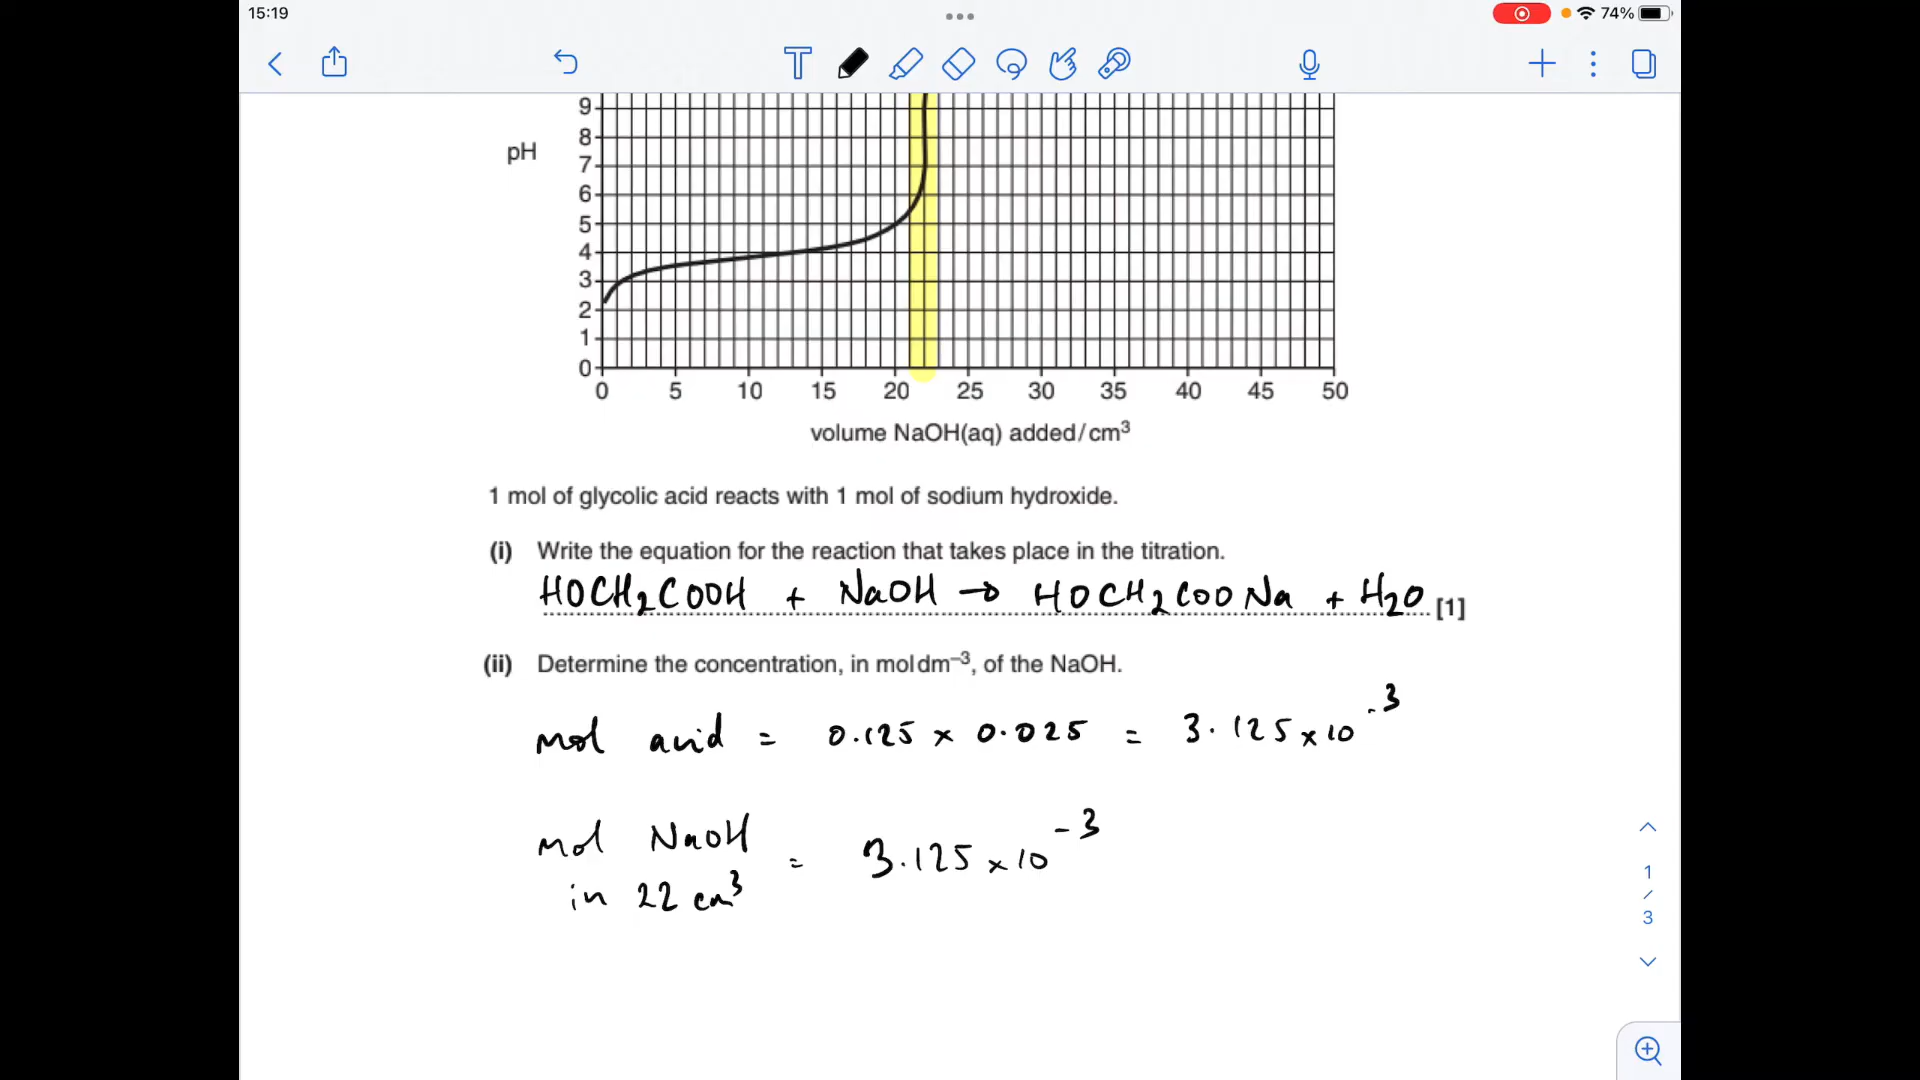 15:19
74%
9
8
pH
7
6
5
4
3
2
1
0
0 5 10 15 20 25 30 35 40 45 50
volume NaOH(aq) added/cm³
1 mol of glycolic acid reacts with 1 mol of sodium hydroxide.
(i) Write the equation for the reaction that takes place in the titration.
HOCH₂COOH + NaOH → HOCH₂COONa + H₂O [1]
(ii) Determine the concentration, in mol dm⁻³, of the NaOH.
mol acid = 0.125 × 0.025 = 3.125 × 10⁻³
mol NaOH
in 22 cm³ = 3.125 × 10⁻³
1
/
3